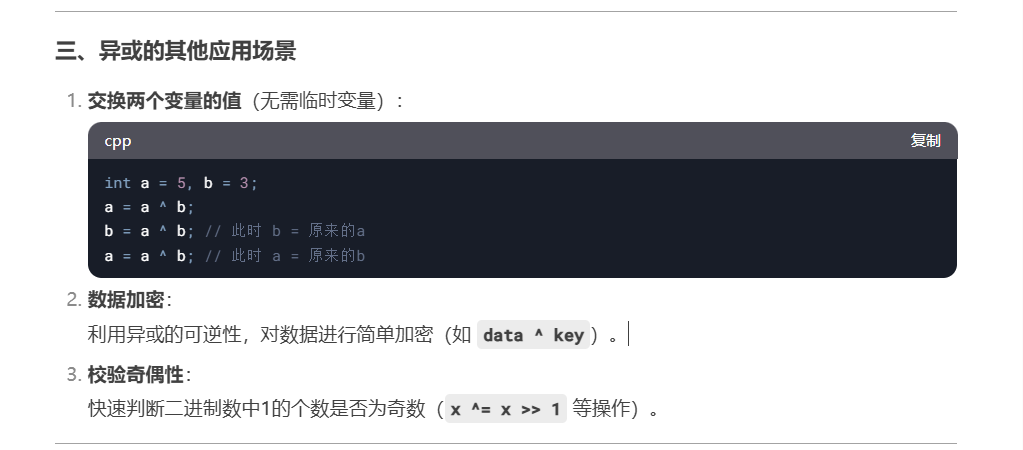 三、异或的其他应用场景
1. 交换两个变量的值（无需临时变量）:
cpp 复制
int a = 5, b = 3;
a = a ^ b;
b = a ^ b; // 此时 b = 原来的a
a = a ^ b; // 此时 a = 原来的b
2. 数据加密:
利用异或的可逆性，对数据进行简单加密（如 data ^ key）。
3. 校验奇偶性:
快速判断二进制数中1的个数是否为奇数（x ^= x >> 1 等操作）。